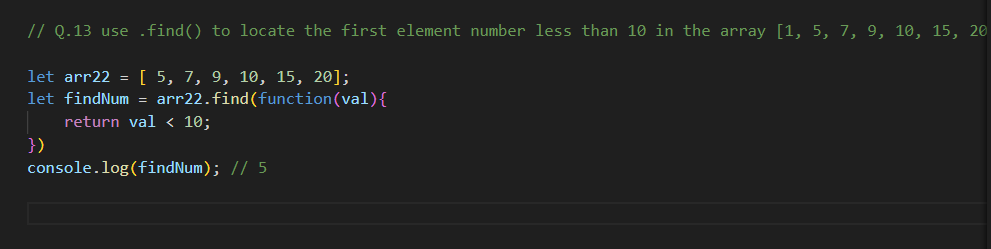 // Q.13 use .find() to locate the first element number less than 10 in the array [1, 5, 7, 9, 10, 15, 20
let arr22 = [ 5, 7, 9, 10, 15, 20];
let findNum = arr22.find(function(val){
    return val < 10;
})
console.log(findNum); // 5